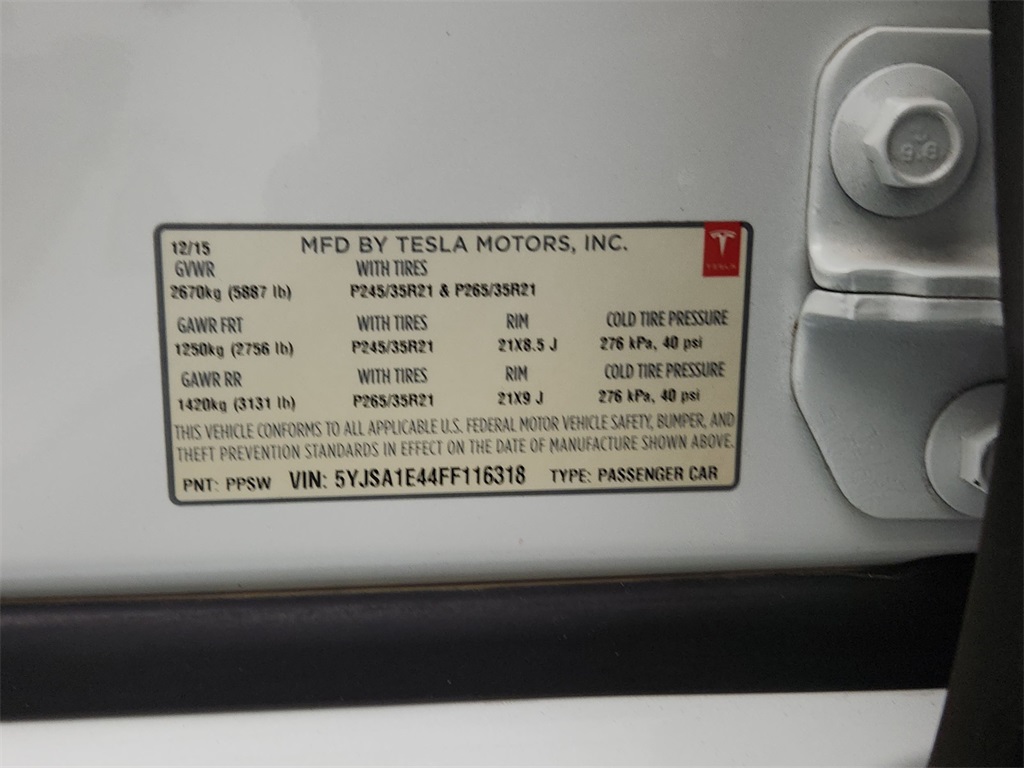 12/15 MFD BY TESLA MOTORS, INC.
TESLA
GVWR WITH TIRES
2670kg (5887 lb) P245/35R21 & P265/35R21
GAWR FRT WITH TIRES RIM COLD TIRE PRESSURE
1250kg (2756 lb) P245/35R21 21X8.5 J 276 kPa, 40 psi
GAWR RR WITH TIRES RIM COLD TIRE PRESSURE
1420kg (3131 lb) P265/35R21 21X9 J 276 kPa, 40 psi
THIS VEHICLE CONFORMS TO ALL APPLICABLE U.S. FEDERAL MOTOR VEHICLE SAFETY, BUMPER, AND
THEFT PREVENTION STANDARDS IN EFFECT ON THE DATE OF MANUFACTURE SHOWN ABOVE.
PNT: PPSW VIN: 5YJSA1E44FF116318 TYPE: PASSENGER CAR